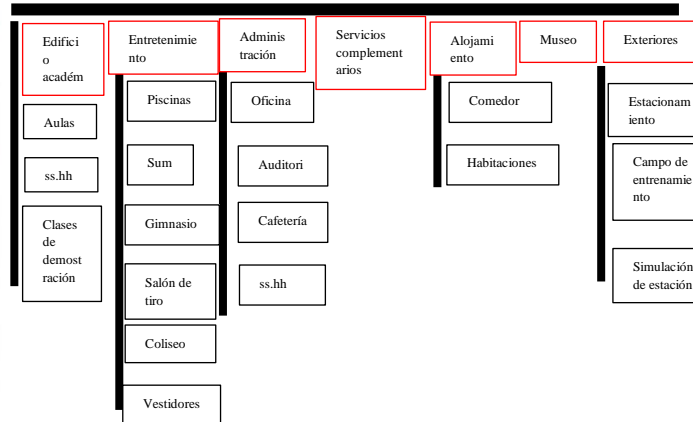 Edifici
o
académ
Aulas
ss.hh
Clases
de
demost
ración
Entretenimie
nto
Piscinas
Sum
Gimnasio
Salón de
tiro
Coliseo
Vestidores
Adminis
tración
Oficina
Auditori
Cafetería
ss.hh
Servicios
complement
arios
Alojami
ento
Comedor
Habitaciones
Museo
Exteriores
Estacionam
iento
Campo de
entrenamie
nto
Simulación
de estación